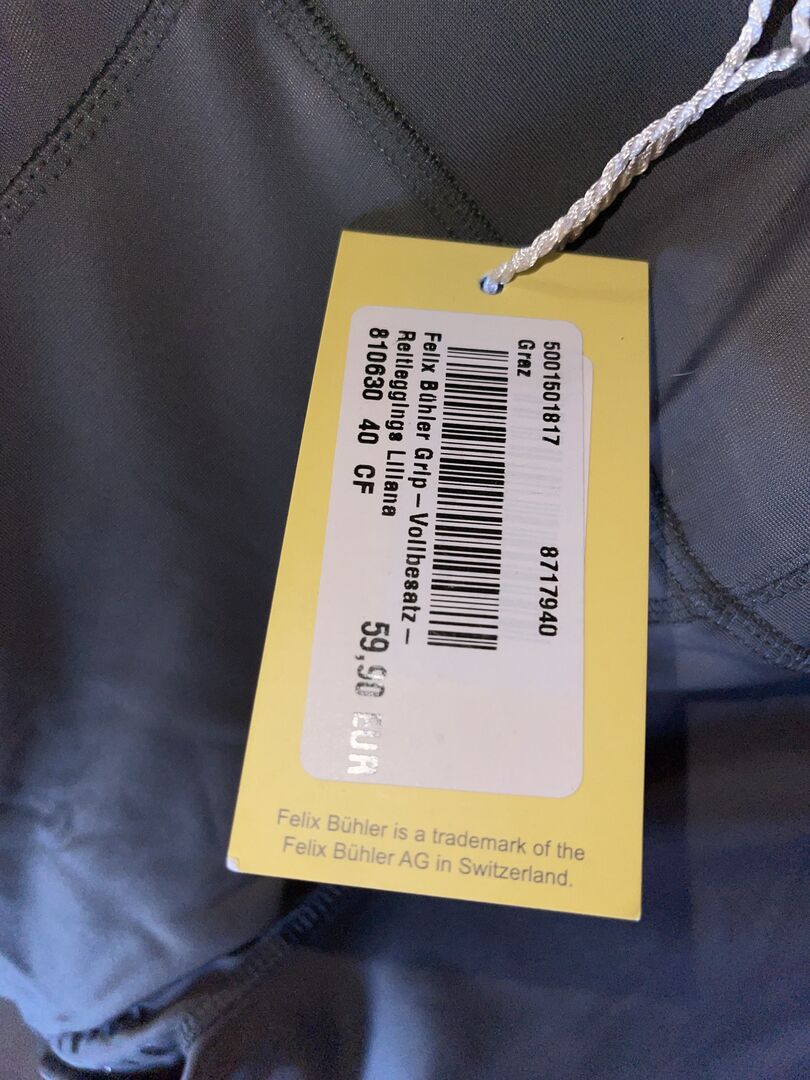 5001501817 8717940
Graz
Felix Bühler Grip – Vollbesatz –
Reitleggings Liliana
810630 40 CF 59,90 EUR
Felix Bühler is a trademark of the
Felix Bühler AG in Switzerland.